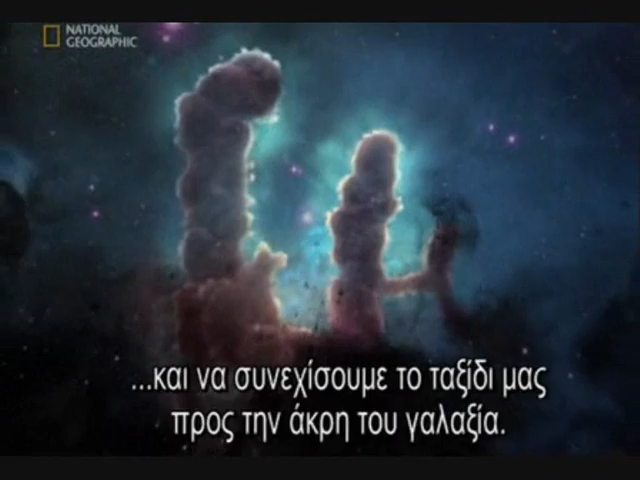 NATIONAL
GEOGRAPHIC
...και να συνεχίσουμε το ταξίδι μας
προς την άκρη του γαλαξία.